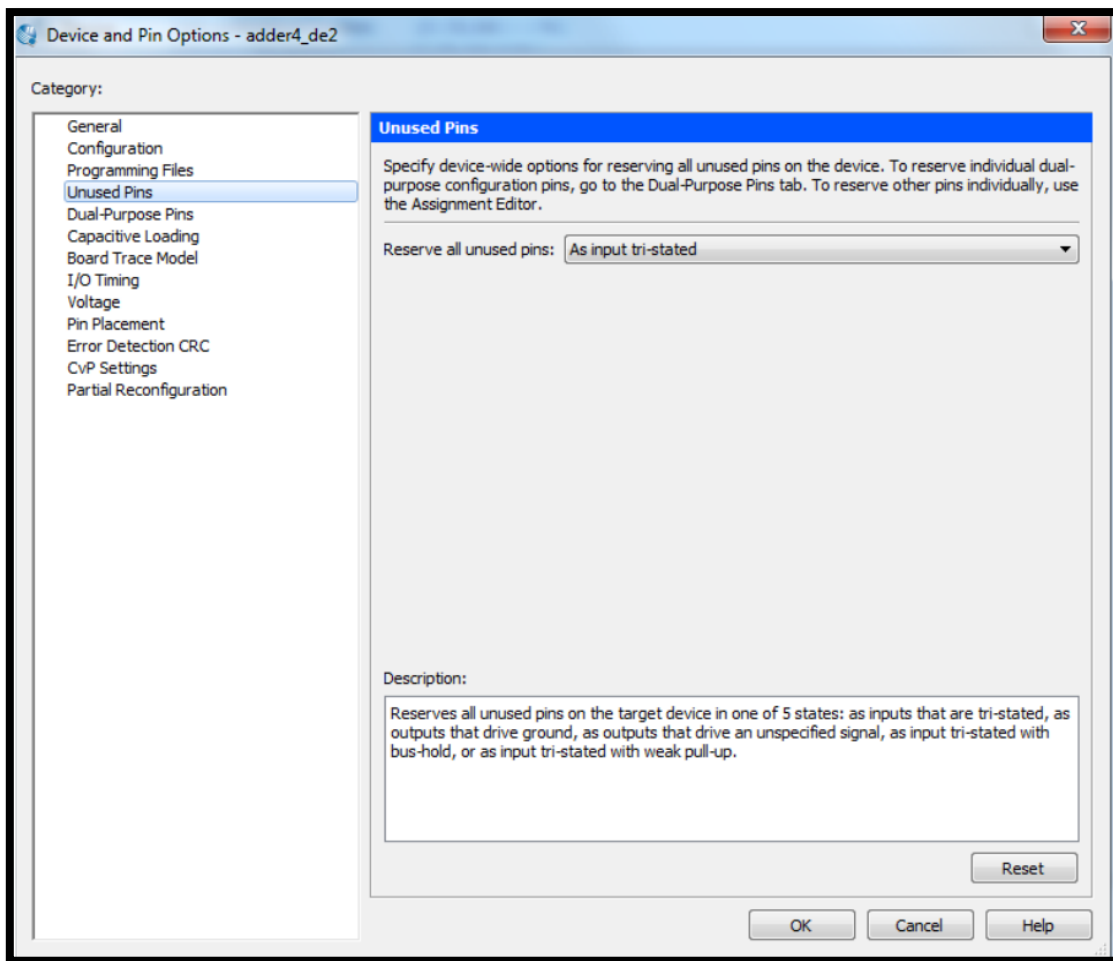 Device and Pin Options - adder4_de2
Category:
General
Configuration
Programming Files
Unused Pins
Dual-Purpose Pins
Capacitive Loading
Board Trace Model
I/O Timing
Voltage
Pin Placement
Error Detection CRC
CvP Settings
Partial Reconfiguration
Unused Pins
Specify device-wide options for reserving all unused pins on the device. To reserve individual dual-
purpose configuration pins, go to the Dual-Purpose Pins tab. To reserve other pins individually, use
the Assignment Editor.
Reserve all unused pins: As input tri-stated
Description:
Reserves all unused pins on the target device in one of 5 states: as inputs that are tri-stated, as
outputs that drive ground, as outputs that drive an unspecified signal, as input tri-stated with
bus-hold, or as input tri-stated with weak pull-up.
Reset
OK Cancel Help